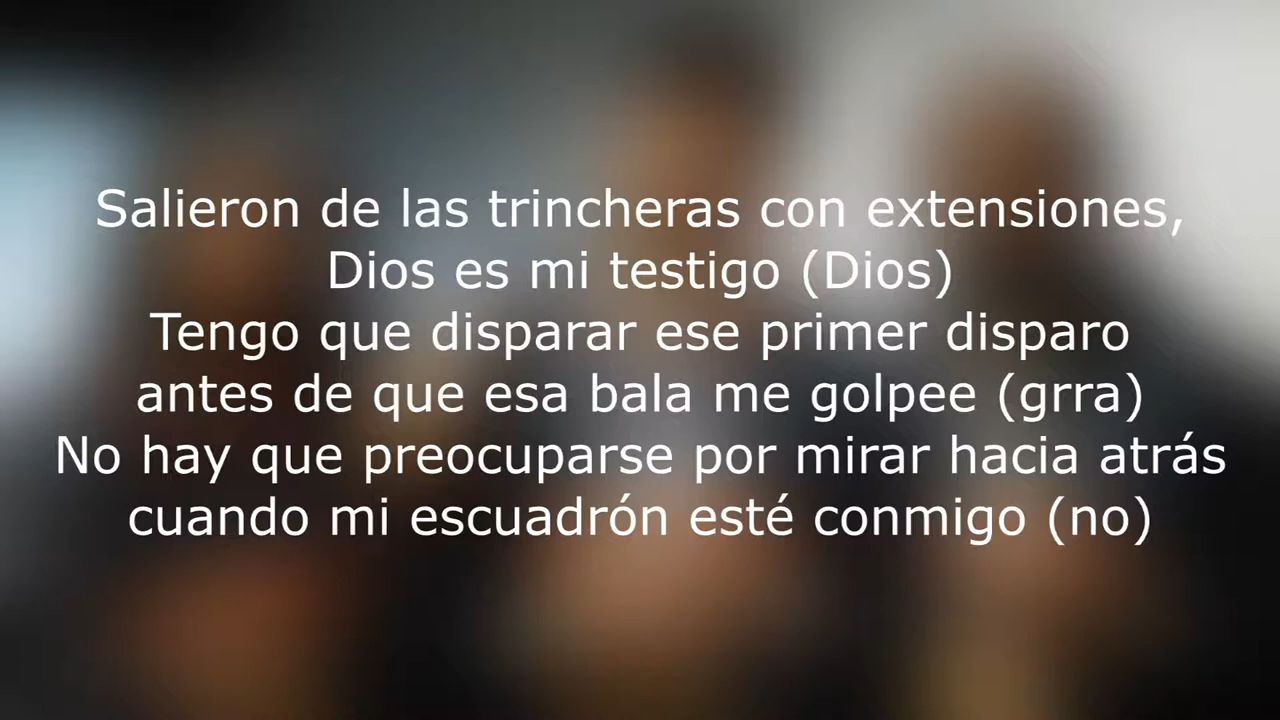 Salieron de las trincheras con extensiones,
Dios es mi testigo (Dios)
Tengo que disparar ese primer disparo
antes de que esa bala me golpee (grra)
No hay que preocuparse por mirar hacia atrás
cuando mi escuadrón esté conmigo (no)